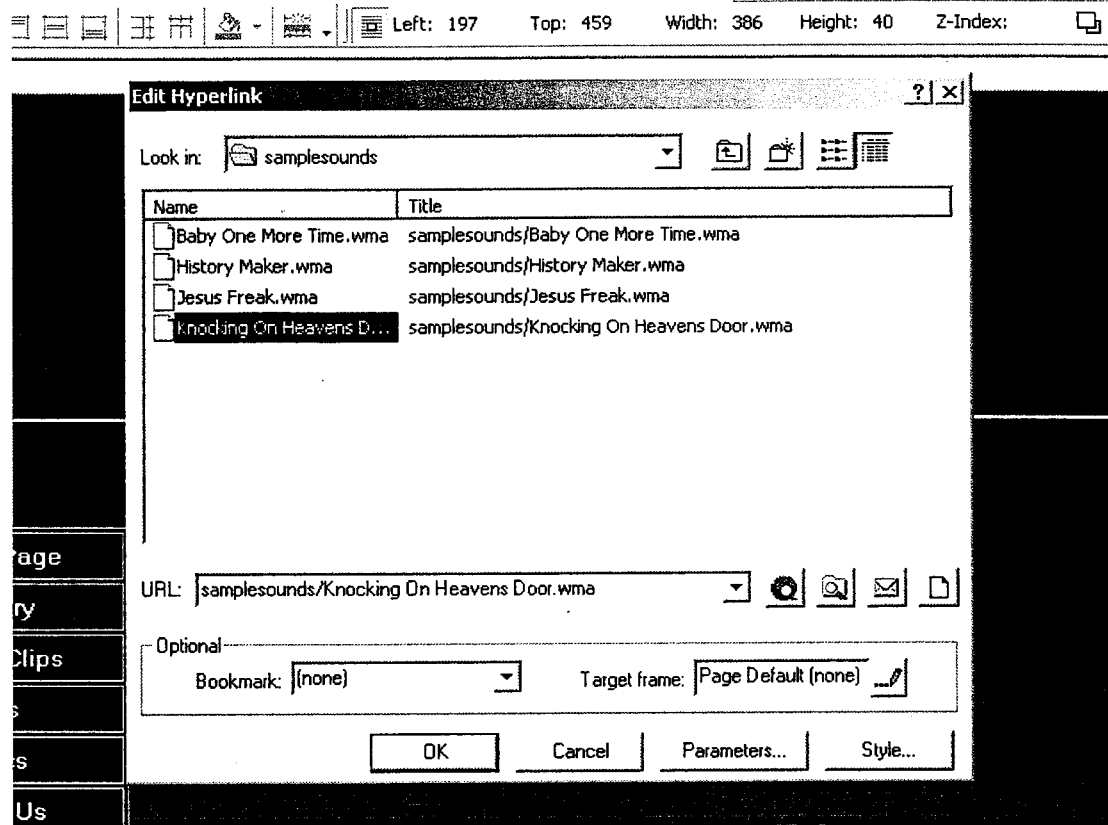 Left: 197 Top: 459 Width: 386 Height: 40 Z-Index:
Edit Hyperlink
Look in: samplesounds
Name Title
Baby One More Time.wma samplesounds/Baby One More Time.wma
History Maker.wma samplesounds/History Maker.wma
Jesus Freak.wma samplesounds/Jesus Freak.wma
Knocking On Heavens D... samplesounds/Knocking On Heavens Door.wma
age
URL: samplesounds/Knocking On Heavens Door.wma
ry
Optional
Clips
Bookmark: (none) Target frame: Page Default (none)
s
OK Cancel Parameters... Style...
s
Us